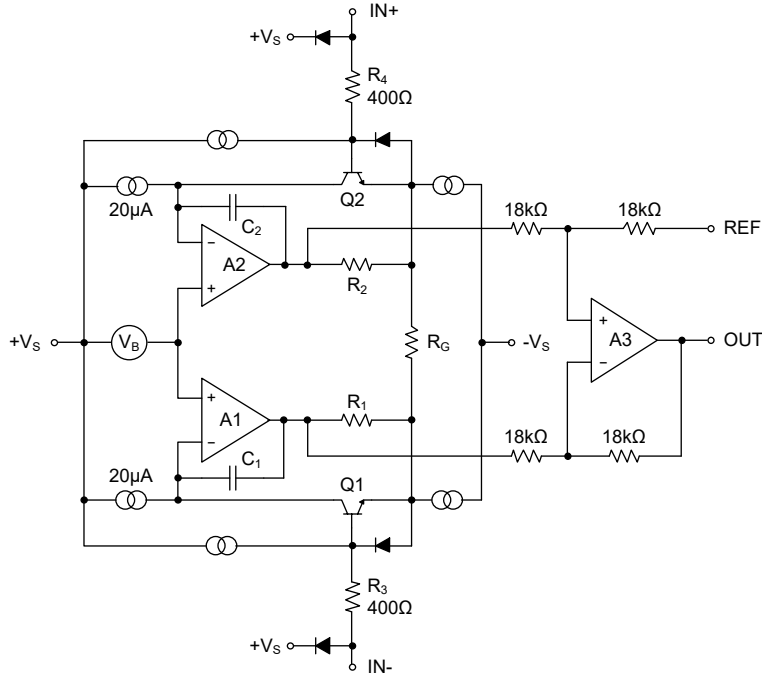 IN+
+VS
R4
400Ω
20μA
Q2
C2
18kΩ
18kΩ
REF
− A2 +
R2
+VS
VB
RG
-VS
+ A3 −
OUT
+ A1 −
R1
18kΩ
18kΩ
20μA
C1
Q1
R3
400Ω
+VS
IN-